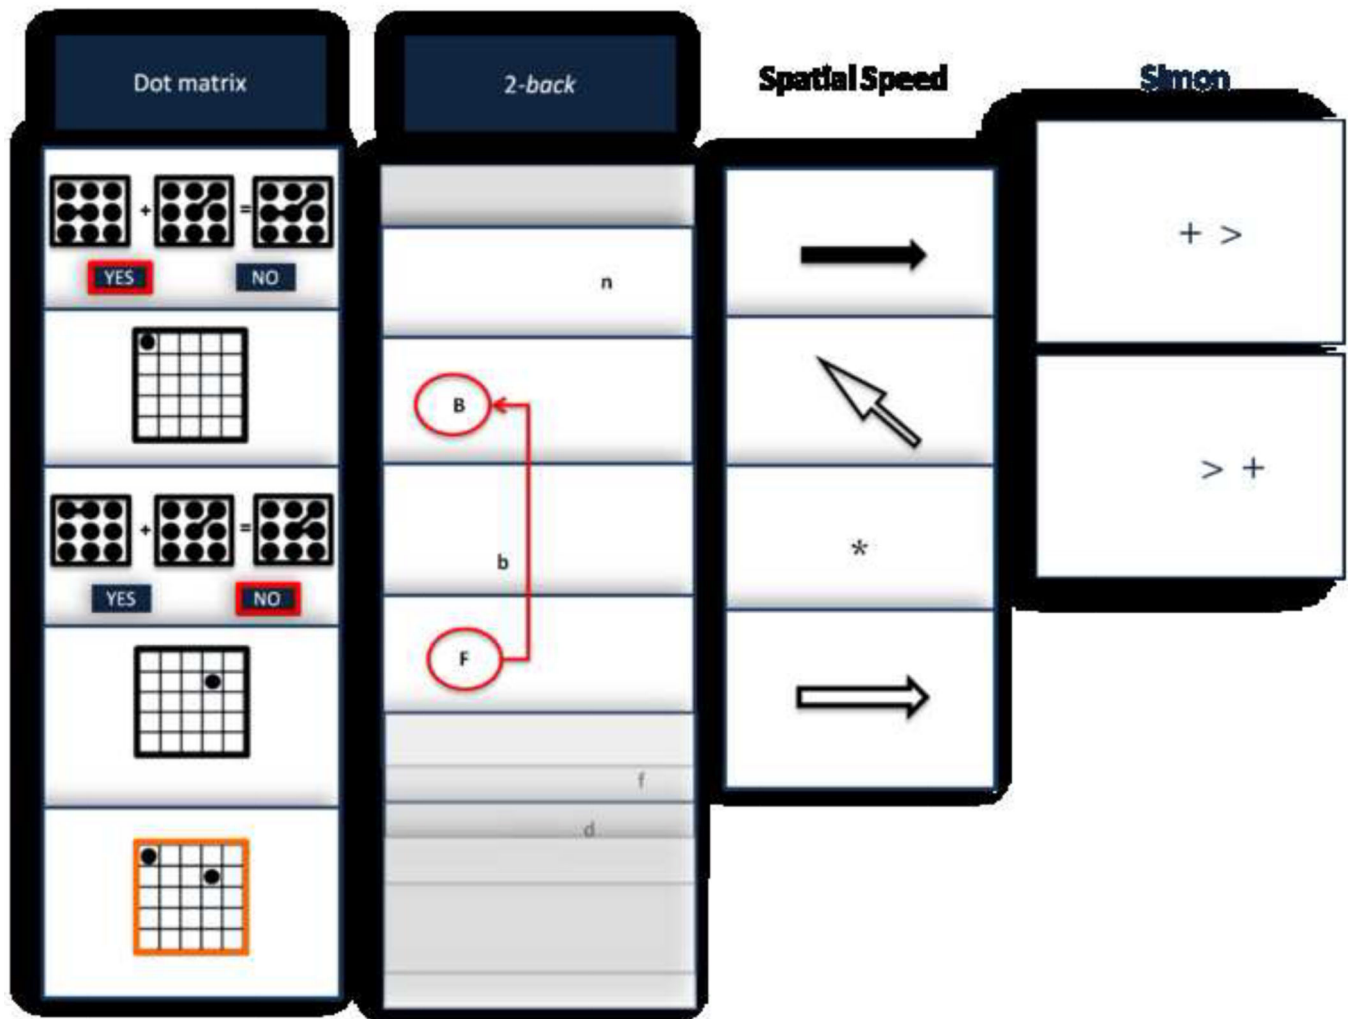 Dot matrix
+ =
YES NO
+ =
YES NO
2-back
n
B
b
F
f
d
Spatial Speed
*
Simon
+ >
> +